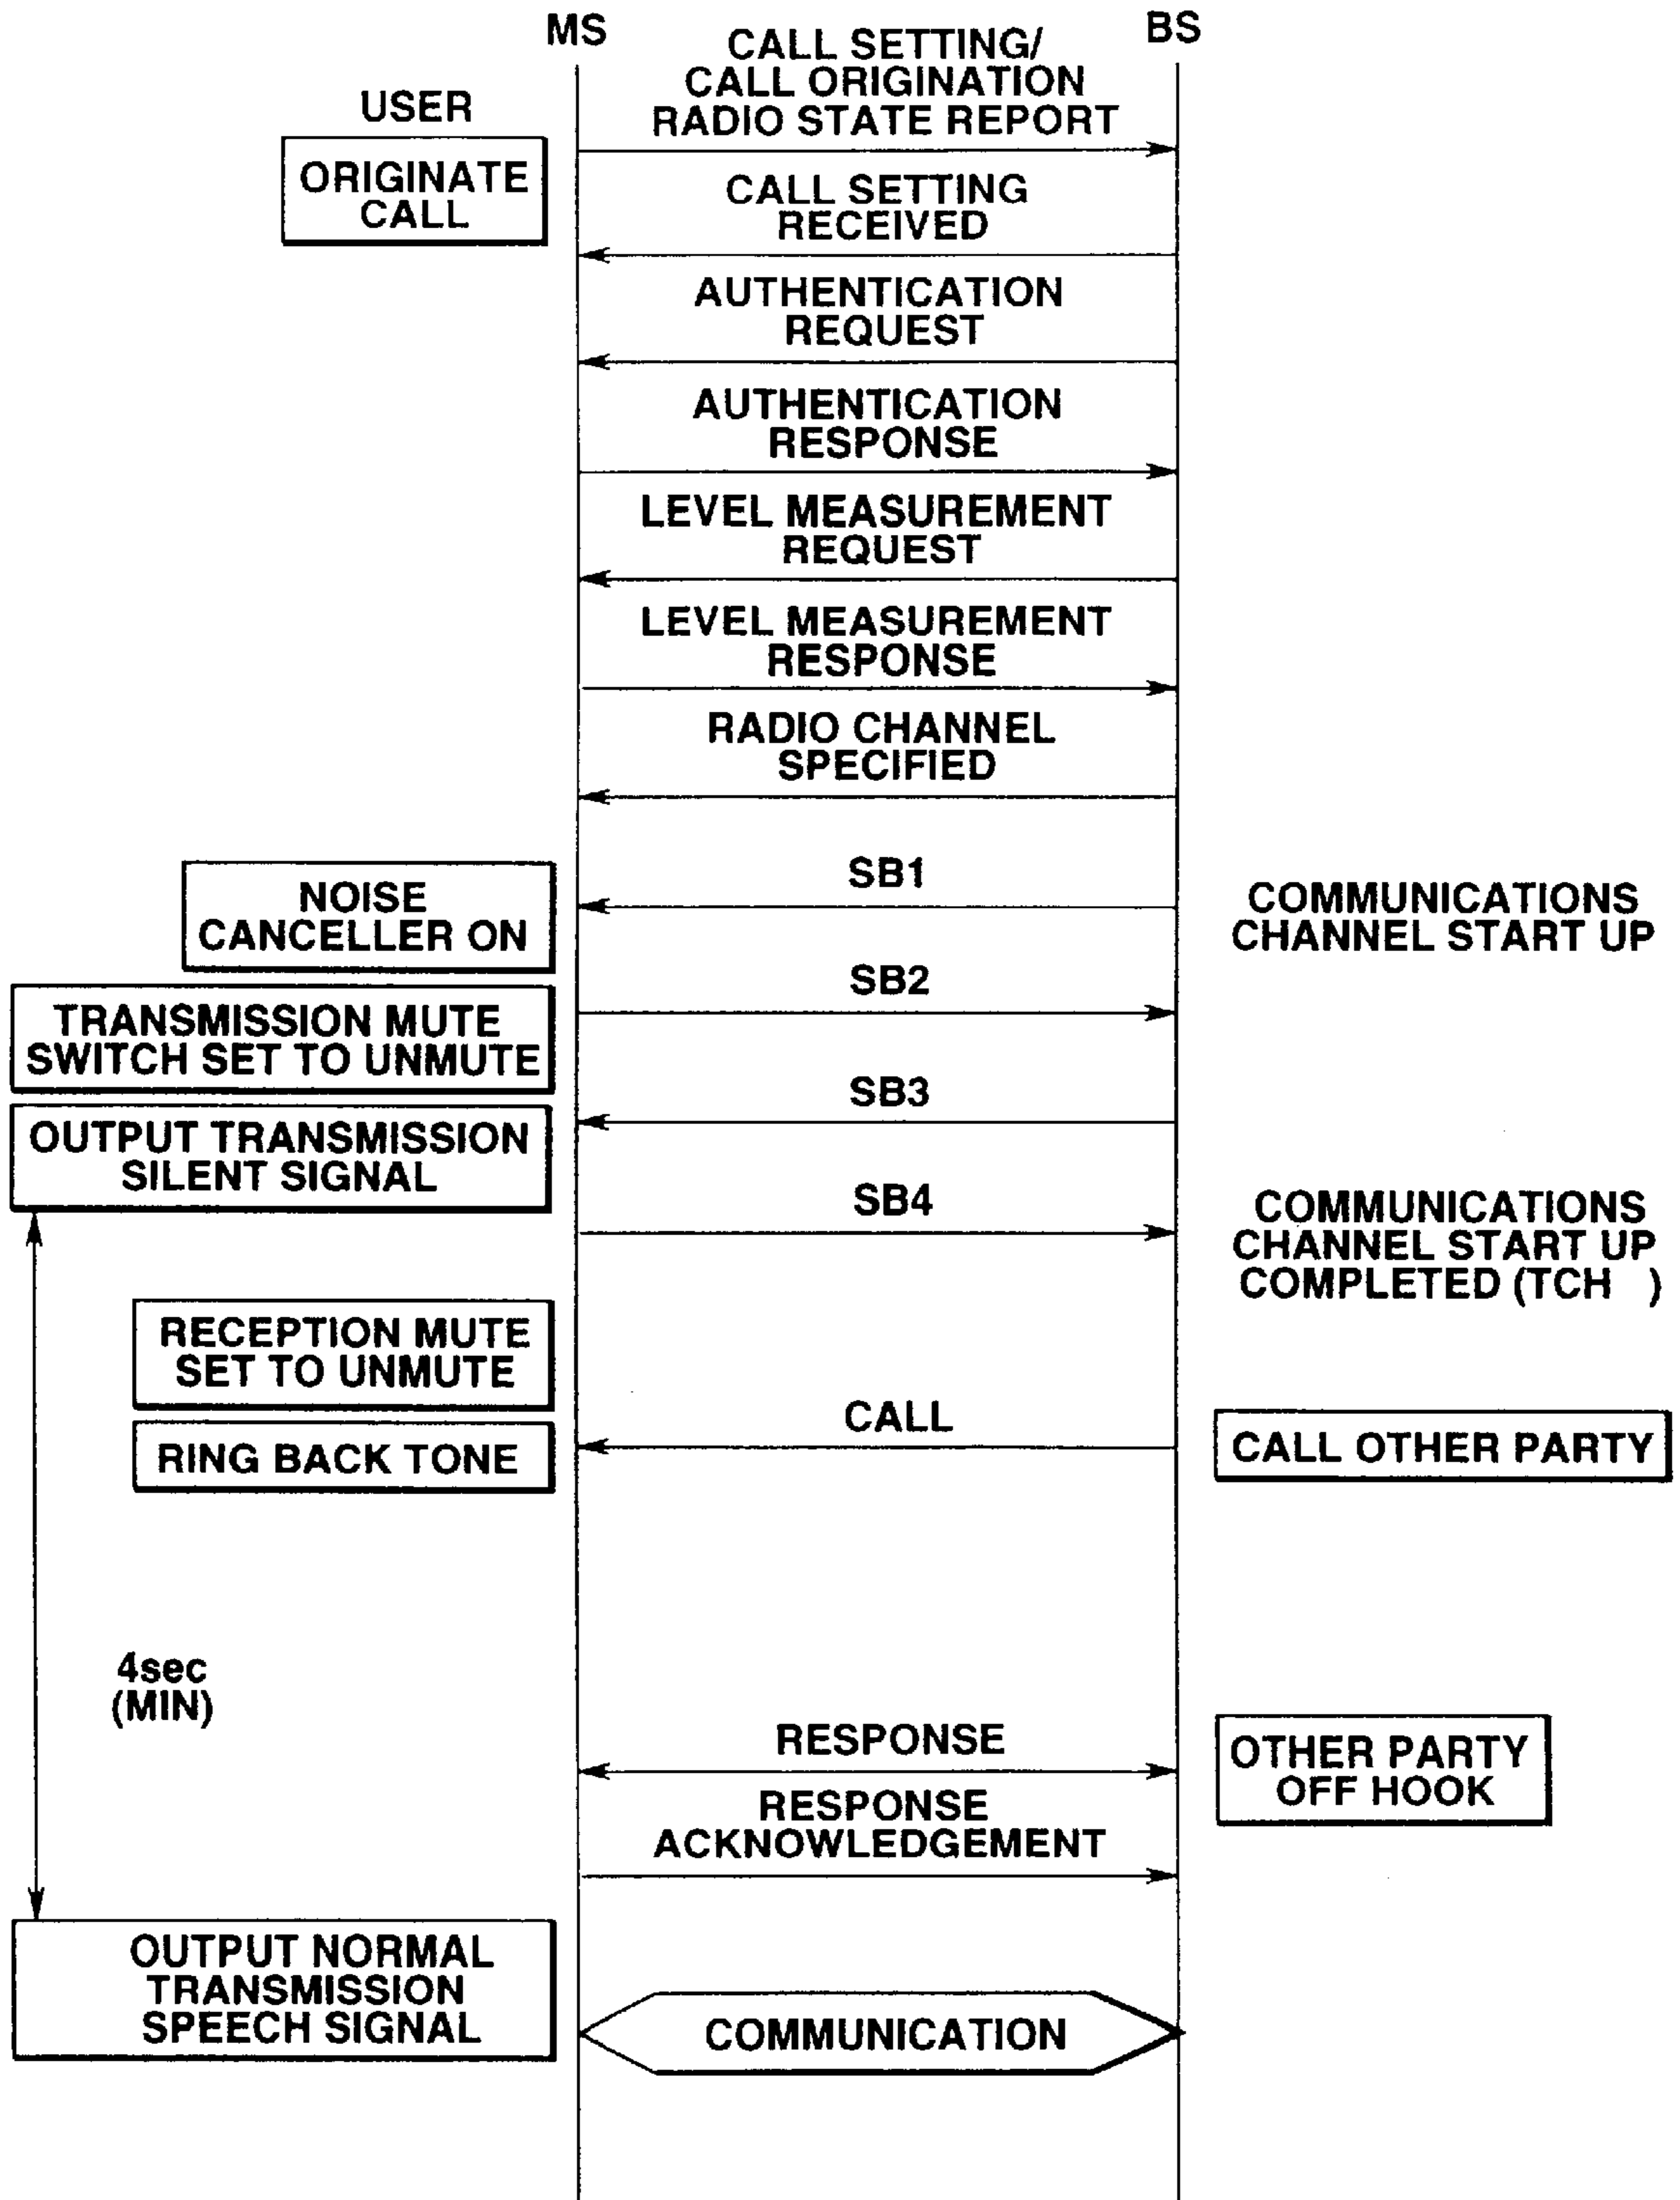 MS
BS
CALL SETTING/
CALL ORIGINATION
RADIO STATE REPORT
USER
ORIGINATE
CALL
CALL SETTING
RECEIVED
AUTHENTICATION
REQUEST
AUTHENTICATION
RESPONSE
LEVEL MEASUREMENT
REQUEST
LEVEL MEASUREMENT
RESPONSE
RADIO CHANNEL
SPECIFIED
NOISE
CANCELLER ON
SB1
COMMUNICATIONS
CHANNEL START UP
SB2
TRANSMISSION MUTE
SWITCH SET TO UNMUTE
SB3
OUTPUT TRANSMISSION
SILENT SIGNAL
SB4
COMMUNICATIONS
CHANNEL START UP
COMPLETED (TCH )
RECEPTION MUTE
SET TO UNMUTE
CALL
RING BACK TONE
CALL OTHER PARTY
4sec
(MIN)
RESPONSE
OTHER PARTY
OFF HOOK
RESPONSE
ACKNOWLEDGEMENT
OUTPUT NORMAL
TRANSMISSION
SPEECH SIGNAL
COMMUNICATION